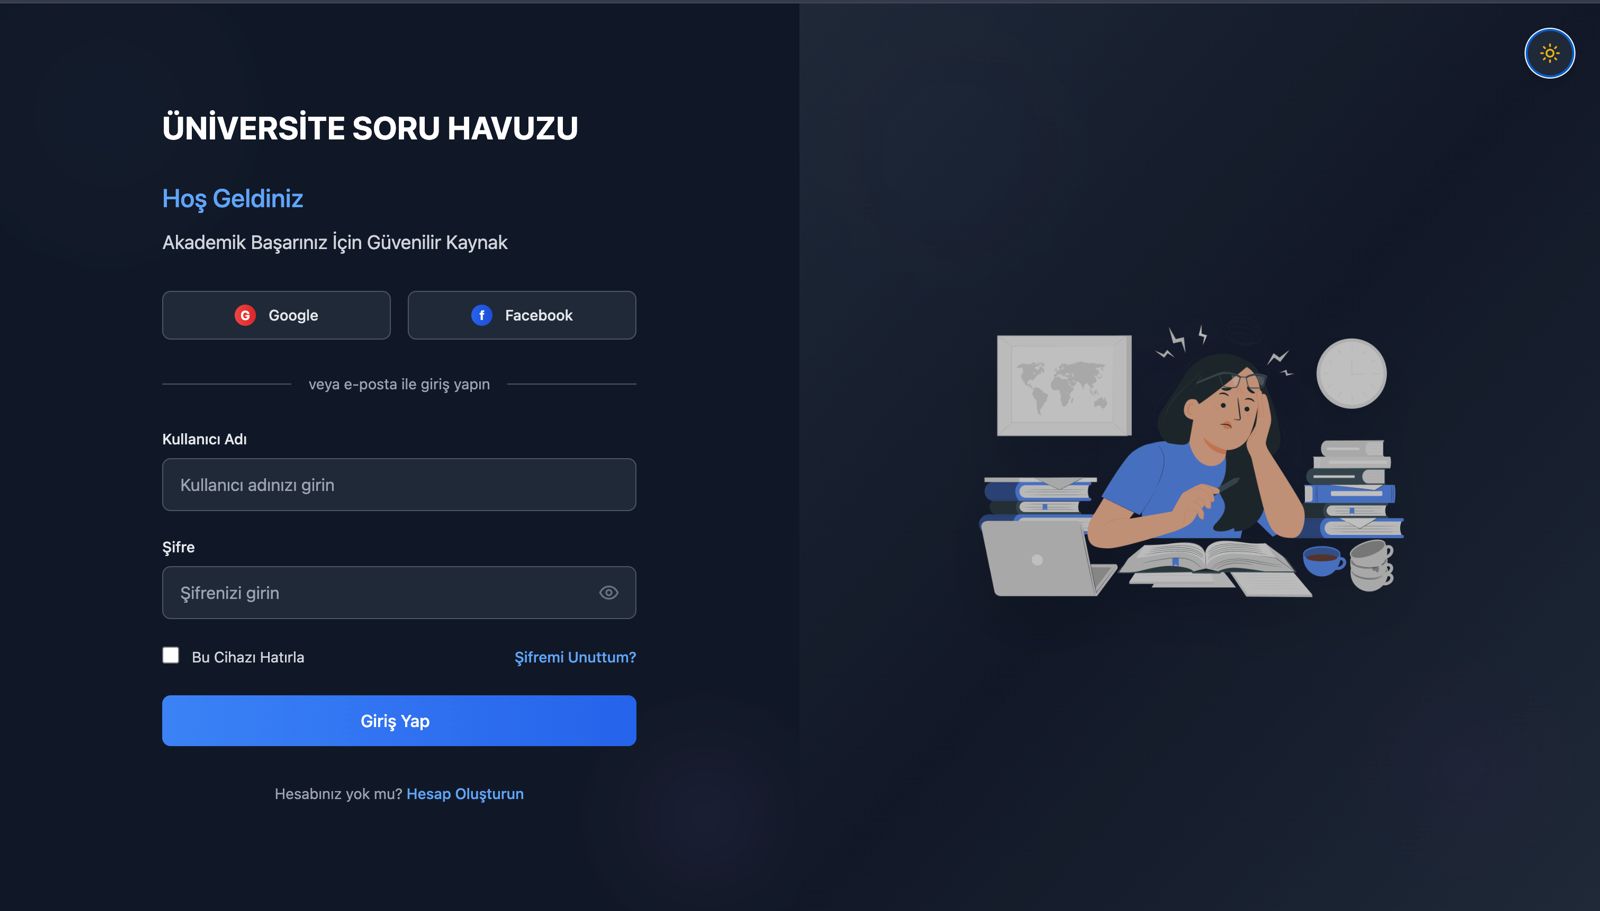 ÜNİVERSİTE SORU HAVUZU
Hoş Geldiniz
Akademik Başarınız İçin Güvenilir Kaynak
G Google
f Facebook
veya e-posta ile giriş yapın
Kullanıcı Adı
Kullanıcı adınızı girin
Şifre
Şifrenizi girin
Bu Cihazı Hatırla
Şifremi Unuttum?
Giriş Yap
Hesabınız yok mu? Hesap Oluşturun